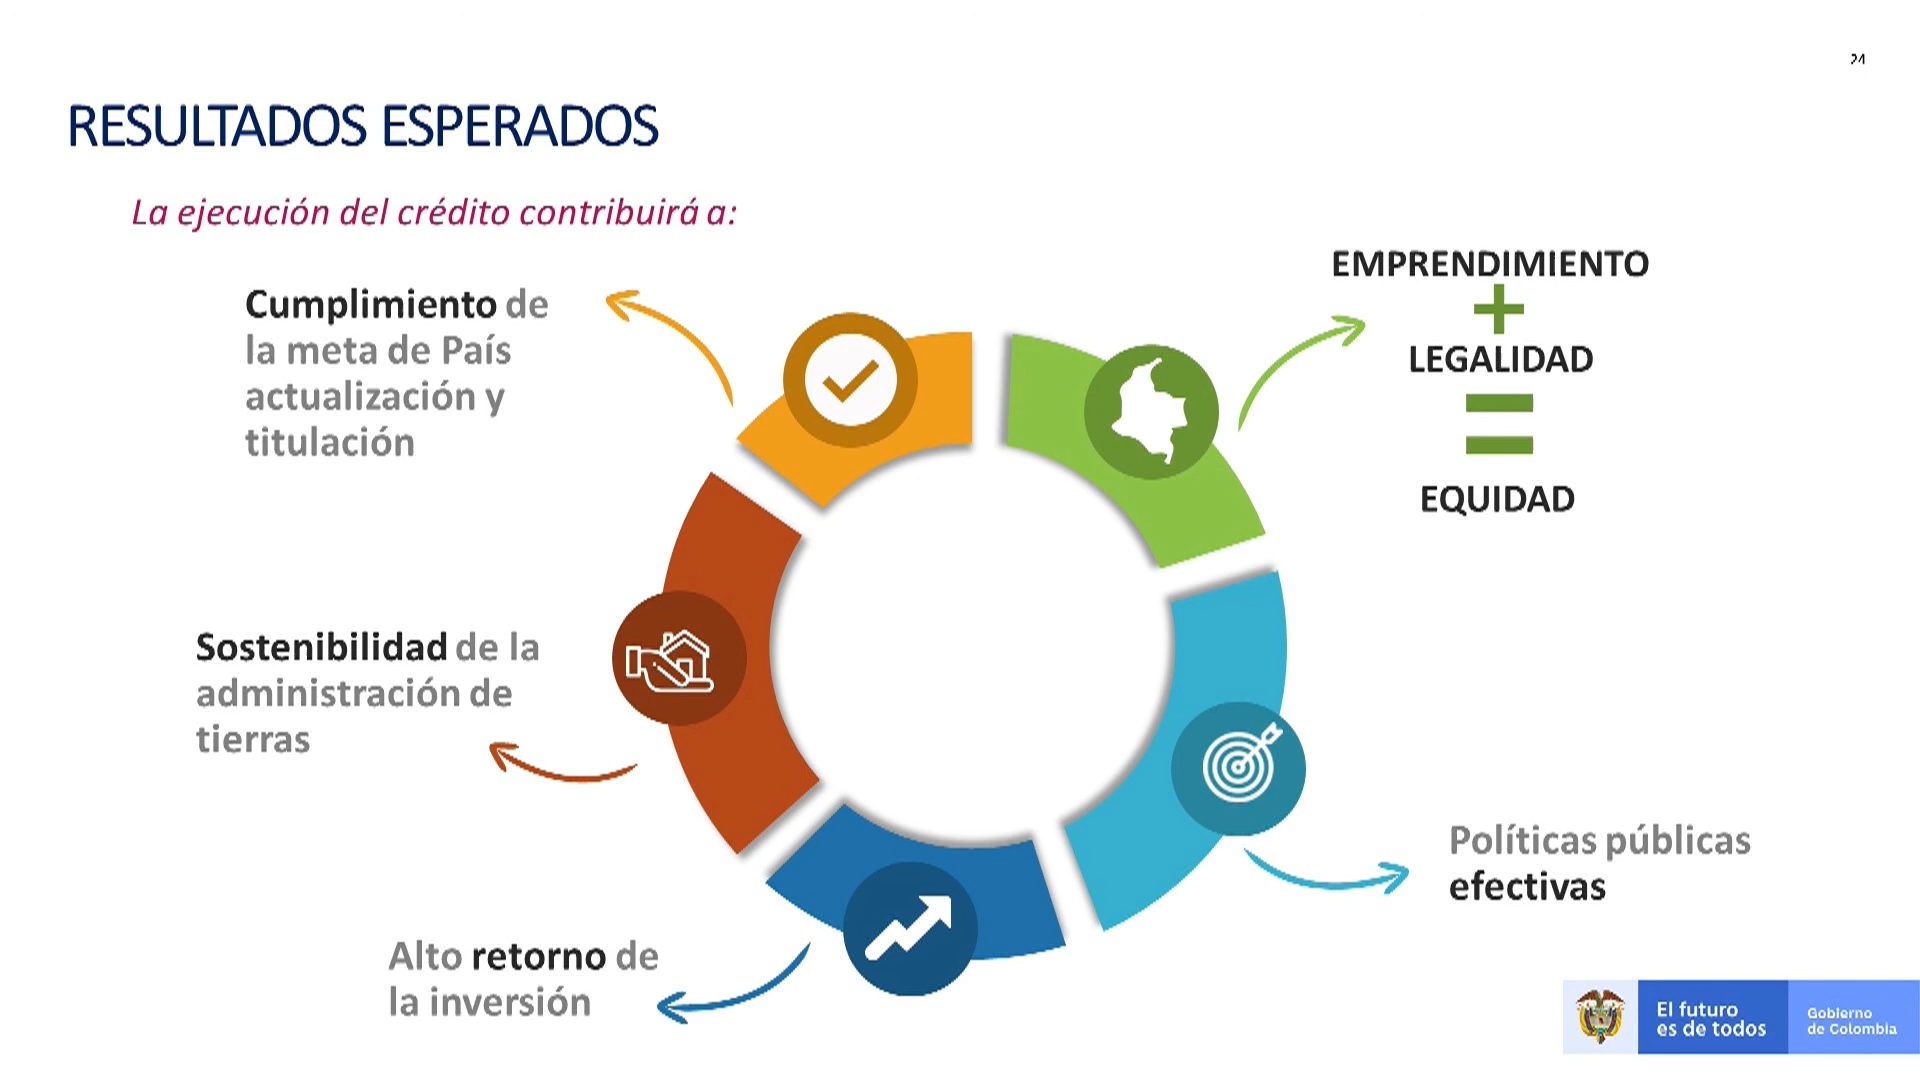 24
RESULTADOS ESPERADOS
La ejecución del crédito contribuirá a:
Cumplimiento de
la meta de País
actualización y
titulación
EMPRENDIMIENTO
+
LEGALIDAD
=
EQUIDAD
Sostenibilidad de la
administración de
tierras
Políticas públicas
efectivas
Alto retorno de
la inversión
El futuro
es de todos
Gobierno
de Colombia